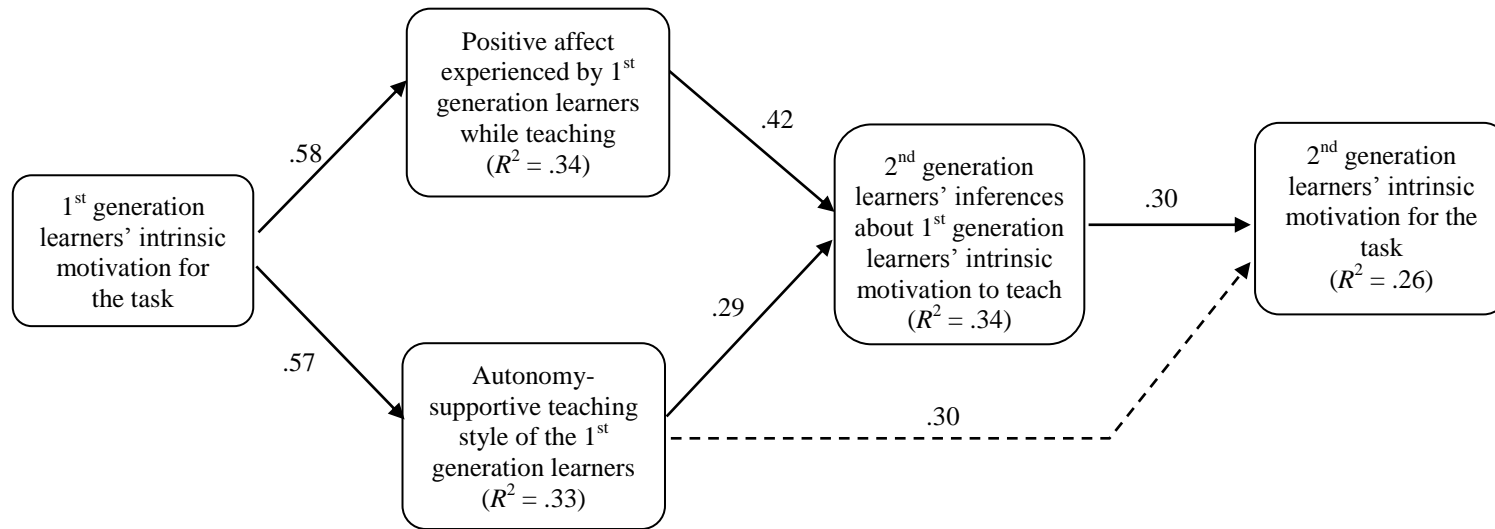 1st generation
learners’ intrinsic
motivation for
the task
.58
.57
Positive affect
experienced by 1st
generation learners
while teaching
(R2 = .34)
Autonomy-
supportive teaching
style of the 1st
generation learners
(R2 = .33)
.42
.29
2nd generation
learners’ inferences
about 1st generation
learners’ intrinsic
motivation to teach
(R2 = .34)
.30
.30
2nd generation
learners’ intrinsic
motivation for the
task
(R2 = .26)